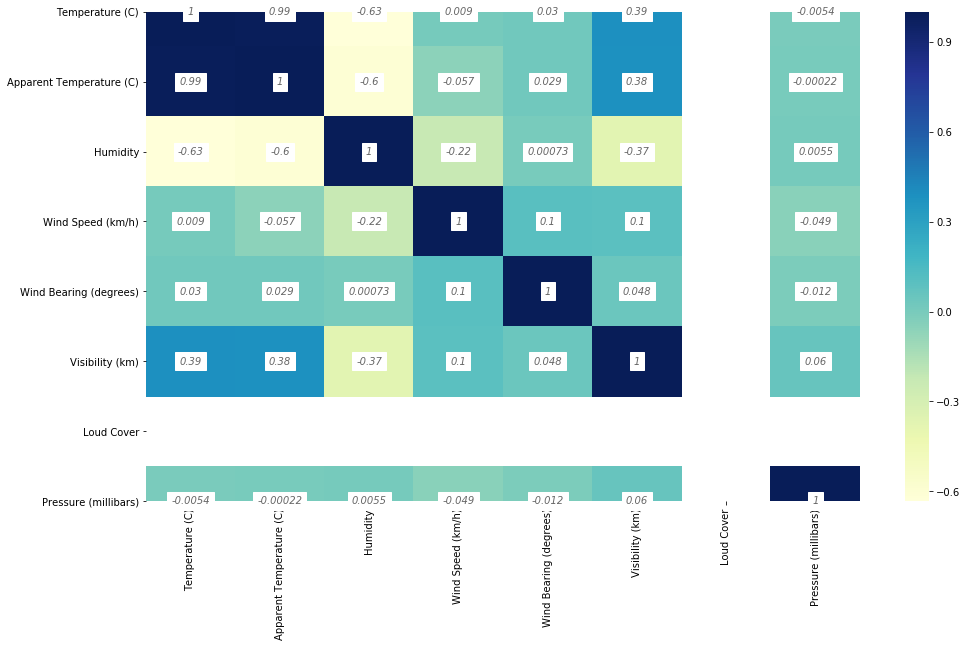 Temperature (C) 1 0.99 -0.63 0.009 0.03 0.39 -0.0054
0.9
Apparent Temperature (C) 0.99 1 -0.6 -0.057 0.029 0.38 -0.00022
0.6
Humidity -0.63 -0.6 1 -0.22 0.00073 -0.37 0.0055
Wind Speed (km/h) 0.009 -0.057 -0.22 1 0.1 0.1 -0.049
0.3
Wind Bearing (degrees) 0.03 0.029 0.00073 0.1 1 0.048 -0.012
0.0
Visibility (km) 0.39 0.38 -0.37 0.1 0.048 1 0.06
-0.3
Loud Cover
Pressure (millibars) -0.0054 -0.00022 0.0055 -0.049 -0.012 0.06 1
-0.6
Temperature (C)
Apparent Temperature (C)
Humidity
Wind Speed (km/h)
Wind Bearing (degrees)
Visibility (km)
Loud Cover
Pressure (millibars)